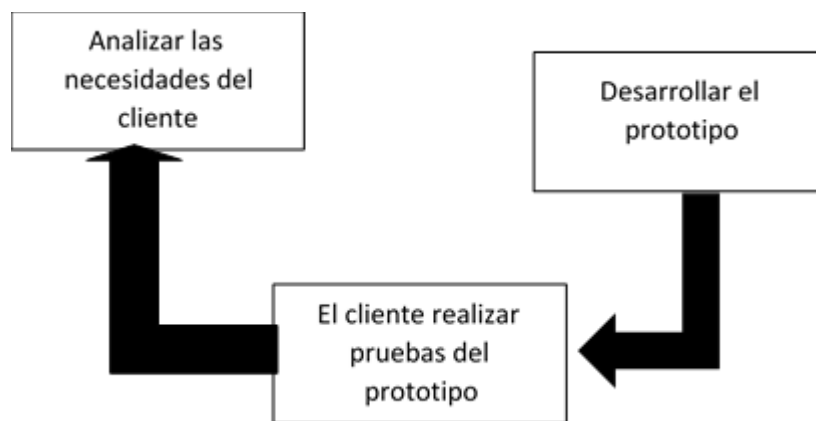 Analizar las
necesidades del
cliente
Desarrollar el
prototipo
El cliente realizar
pruebas del
prototipo